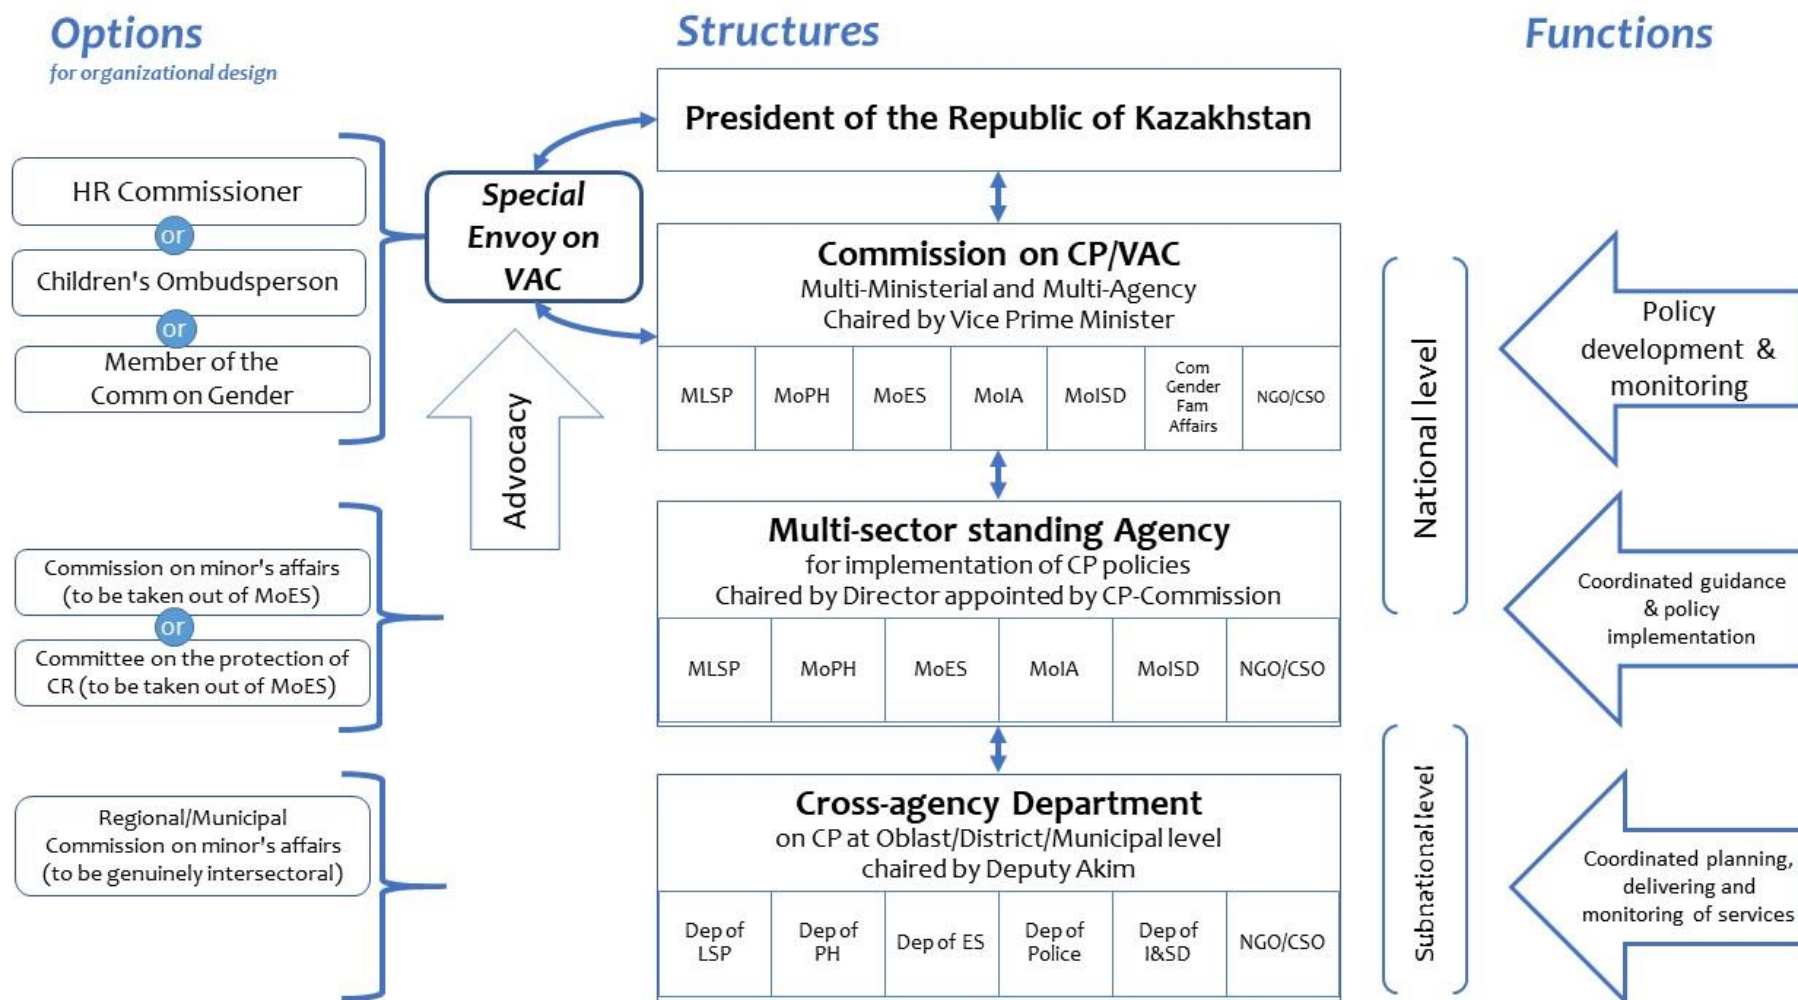 Options
for organizational design
Structures
Functions
HR Commissioner
or
Children's Ombudsperson
or
Member of the
Comm on Gender
Special
Envoy on
VAC
Advocacy
President of the Republic of Kazakhstan
Commission on CP/VAC
Multi-Ministerial and Multi-Agency
Chaired by Vice Prime Minister
MLSP
MoPH
MoES
MoIA
MoISD
Com
Gender
Fam
Affairs
NGO/CSO
National level
Policy
development &
monitoring
Commission on minor's affairs
(to be taken out of MoES)
or
Committee on the protection of
CR (to be taken out of MoES)
Multi-sector standing Agency
for implementation of CP policies
Chaired by Director appointed by CP-Commission
MLSP
MoPH
MoES
MoIA
MoISD
NGO/CSO
Coordinated guidance
& policy
implementation
Regional/Municipal
Commission on minor's affairs
(to be genuinely intersectoral)
Cross-agency Department
on CP at Oblast/District/Municipal level
chaired by Deputy Akim
Dep of
LSP
Dep of
PH
Dep of ES
Dep of
Police
Dep of
I&SD
NGO/CSO
Subnational level
Coordinated planning,
delivering and
monitoring of services